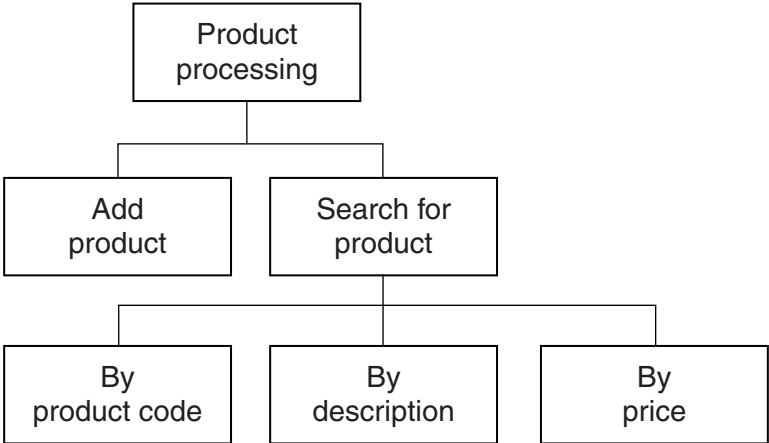 Product
processing
Add
product
Search for
product
By
product code
By
description
By
price